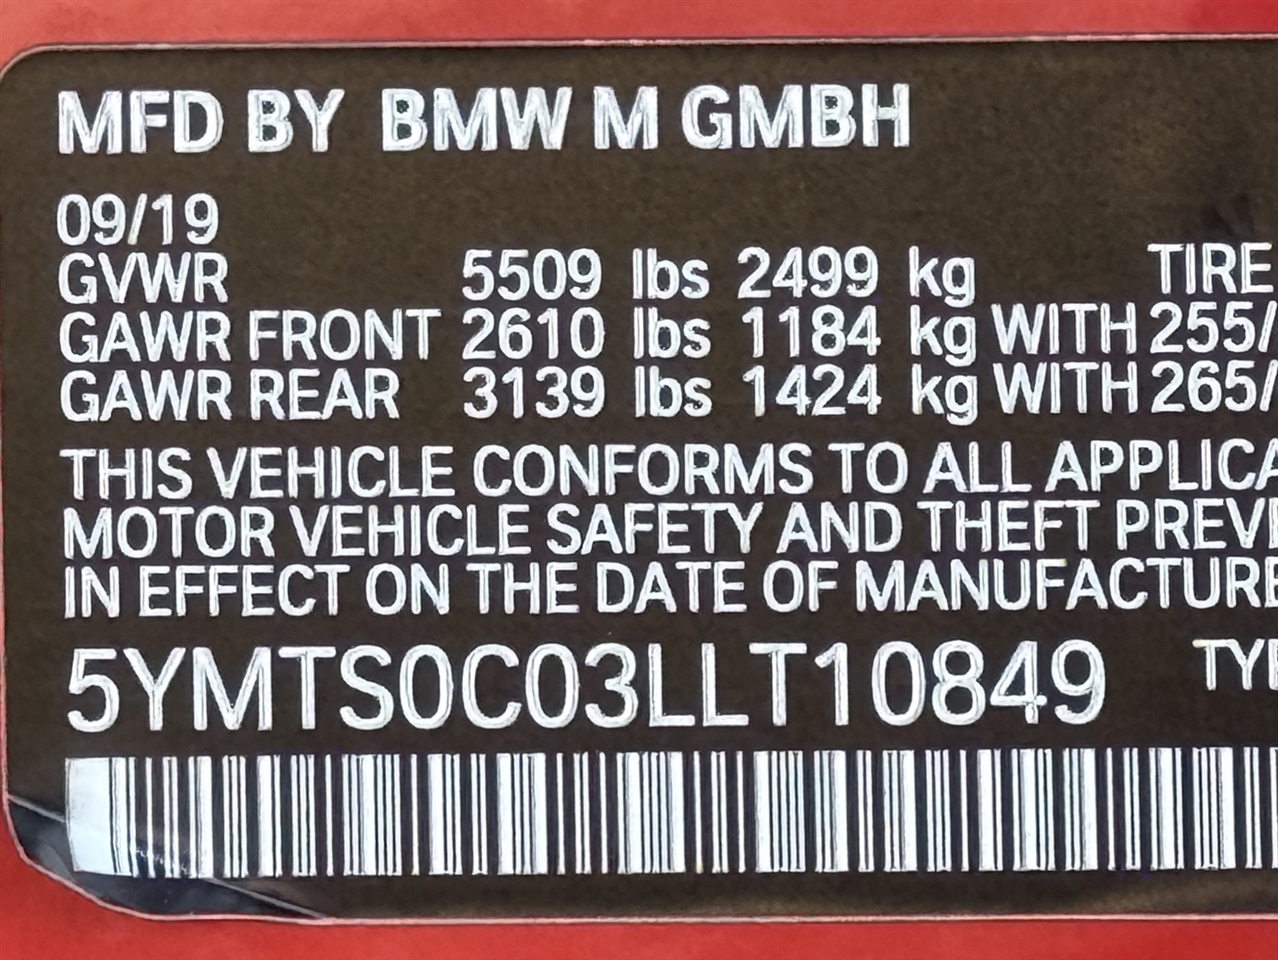 MFD BY BMW M GMBH
09/19
GVWR 5509 lbs 2499 kg TIRE
GAWR FRONT 2610 lbs 1184 kg WITH 255/
GAWR REAR 3139 lbs 1424 kg WITH 265/
THIS VEHICLE CONFORMS TO ALL APPLICA
MOTOR VEHICLE SAFETY AND THEFT PREV
IN EFFECT ON THE DATE OF MANUFACTURE
5YMTS0C03LLT10849 TYP